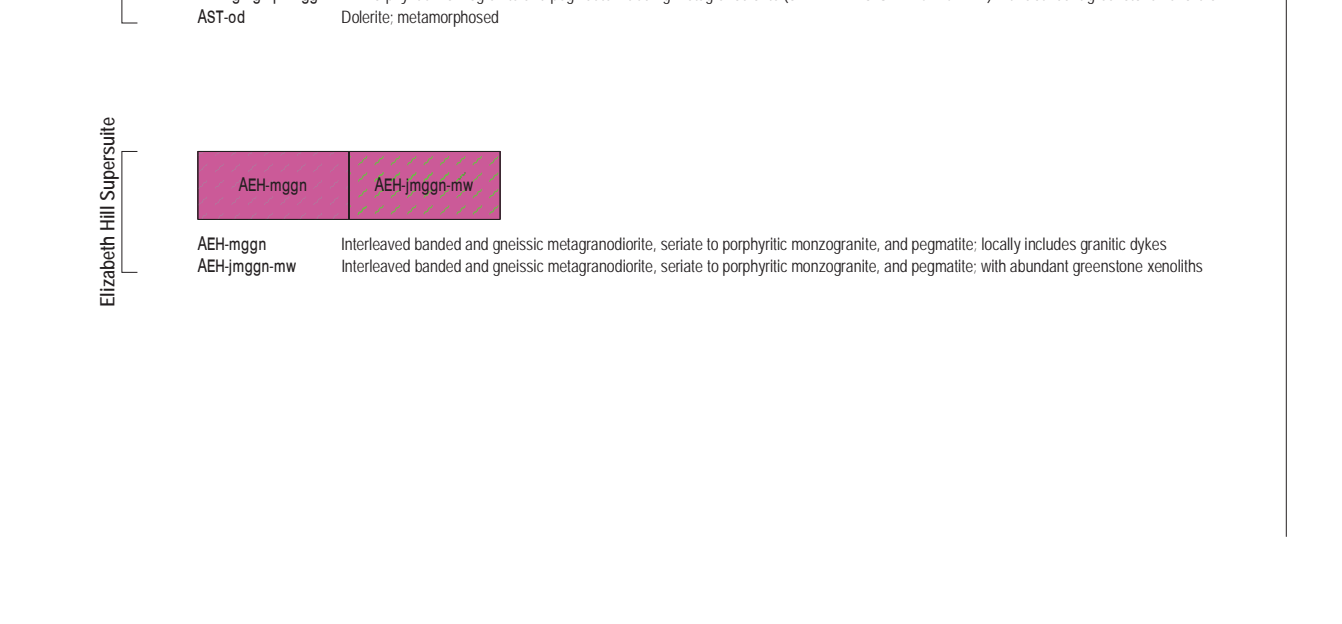 AST-od Dolerite; metamorphosed
Elizabeth Hill Supersuite
AEH-mggn AEH-jmggn-mw
AEH-mggn Interleaved banded and gneissic metagranodiorite, seriate to porphyritic monzogranite, and pegmatite; locally includes granitic dykes
AEH-jmggn-mw Interleaved banded and gneissic metagranodiorite, seriate to porphyritic monzogranite, and pegmatite; with abundant greenstone xenoliths